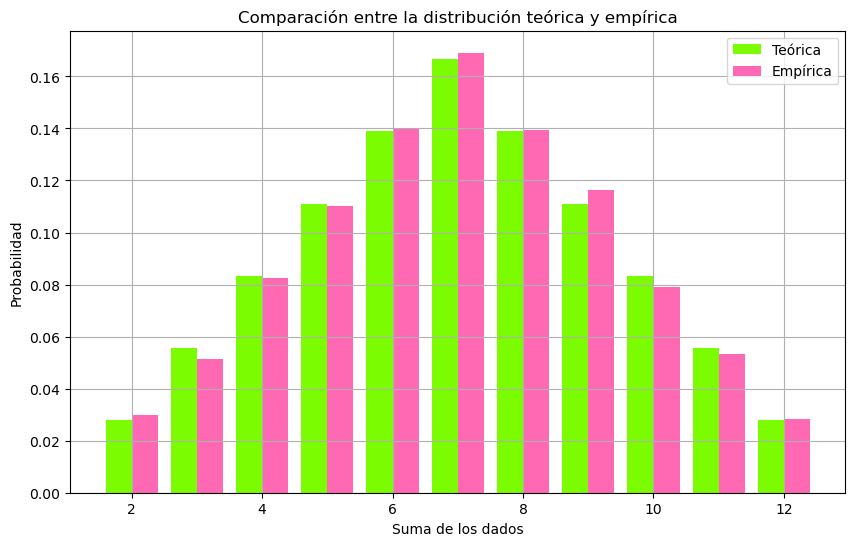 Comparación entre la distribución teórica y empírica
Teórica
Empírica
Probabilidad
0.16
0.14
0.12
0.10
0.08
0.06
0.04
0.02
0.00
2 4 6 8 10 12
Suma de los dados